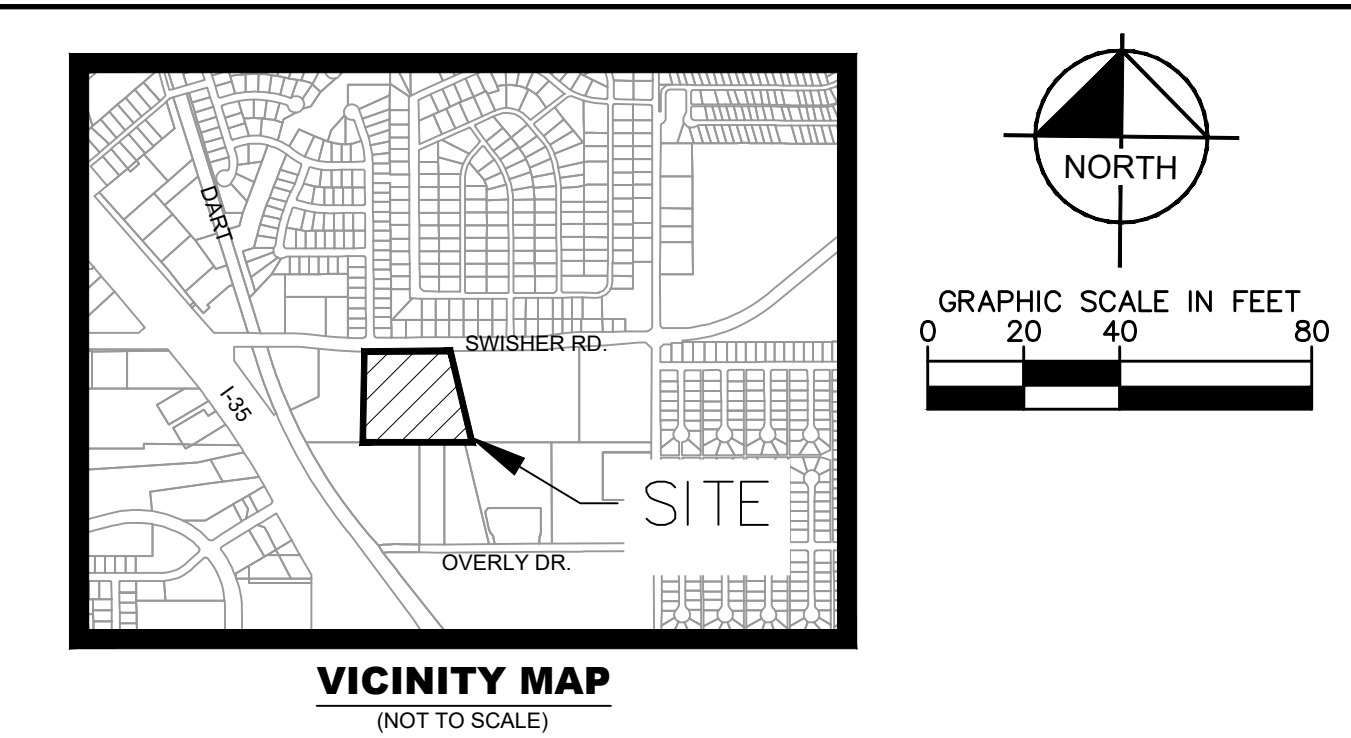 DART
SWISHER RD.
I-35
SITE
OVERLY DR.
VICINITY MAP
(NOT TO SCALE)
NORTH
GRAPHIC SCALE IN FEET
0 20 40 80